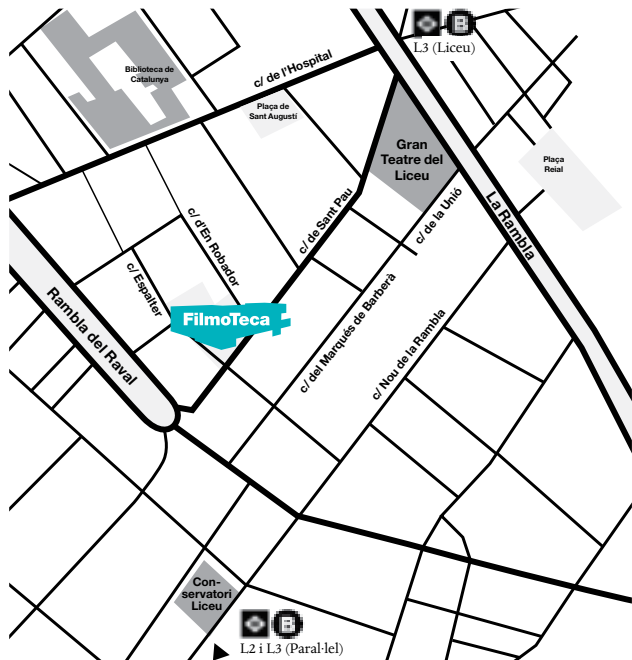 B
L3 (Liceu)
Biblioteca de
Catalunya
c/ de l'Hospital
Plaça de
Sant Augustí
Gran
Teatre del
Liceu
Plaça
Reial
c/ de Sant Pau
c/ de la Unió
La Rambla
c/ d'En Robador
c/ Espalter
FilmoTeca
Rambla del Raval
c/ del Marqués de Barberà
c/ Nou de la Rambla
Con-
servatori
Liceu
B
L2 i L3 (Paral·lel)